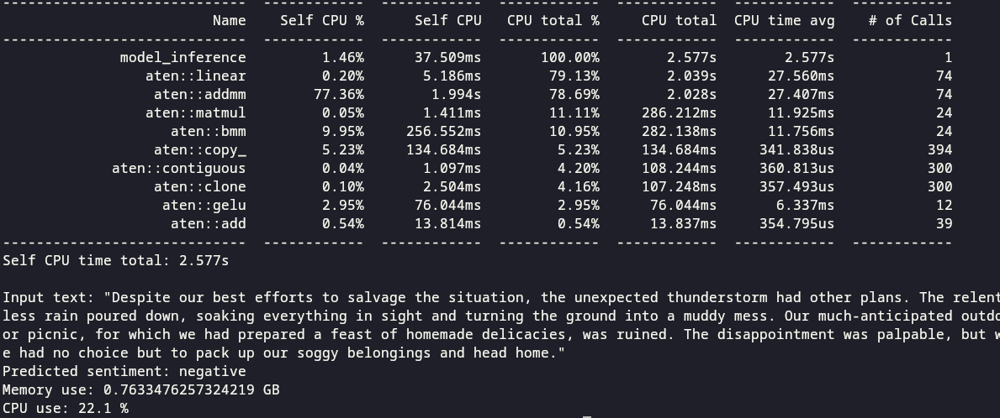 -----------------------------  ------------  ------------  ------------  ------------  ------------  ------------
                         Name    Self CPU %      Self CPU   CPU total %     CPU total  CPU time avg    # of Calls
-----------------------------  ------------  ------------  ------------  ------------  ------------  ------------
              model_inference         1.46%      37.509ms       100.00%        2.577s        2.577s             1
                 aten::linear         0.20%       5.186ms        79.13%        2.039s      27.560ms            74
                  aten::addmm        77.36%        1.994s        78.69%        2.028s      27.407ms            74
                 aten::matmul         0.05%       1.411ms        11.11%     286.212ms      11.925ms            24
                    aten::bmm         9.95%     256.552ms        10.95%     282.138ms      11.756ms            24
                  aten::copy_         5.23%     134.684ms         5.23%     134.684ms     341.838us           394
             aten::contiguous         0.04%       1.097ms         4.20%     108.244ms     360.813us           300
                  aten::clone         0.10%       2.504ms         4.16%     107.248ms     357.493us           300
                   aten::gelu         2.95%      76.044ms         2.95%      76.044ms       6.337ms            12
                    aten::add         0.54%      13.814ms         0.54%      13.837ms     354.795us            39
-----------------------------  ------------  ------------  ------------  ------------  ------------  ------------
Self CPU time total: 2.577s
Input text: "Despite our best efforts to salvage the situation, the unexpected thunderstorm had other plans. The relent
less rain poured down, soaking everything in sight and turning the ground into a muddy mess. Our much-anticipated outdo
or picnic, for which we had prepared a feast of homemade delicacies, was ruined. The disappointment was palpable, but w
e had no choice but to pack up our soggy belongings and head home."
Predicted sentiment: negative
Memory use: 0.7633476257324219 GB
CPU use: 22.1 %